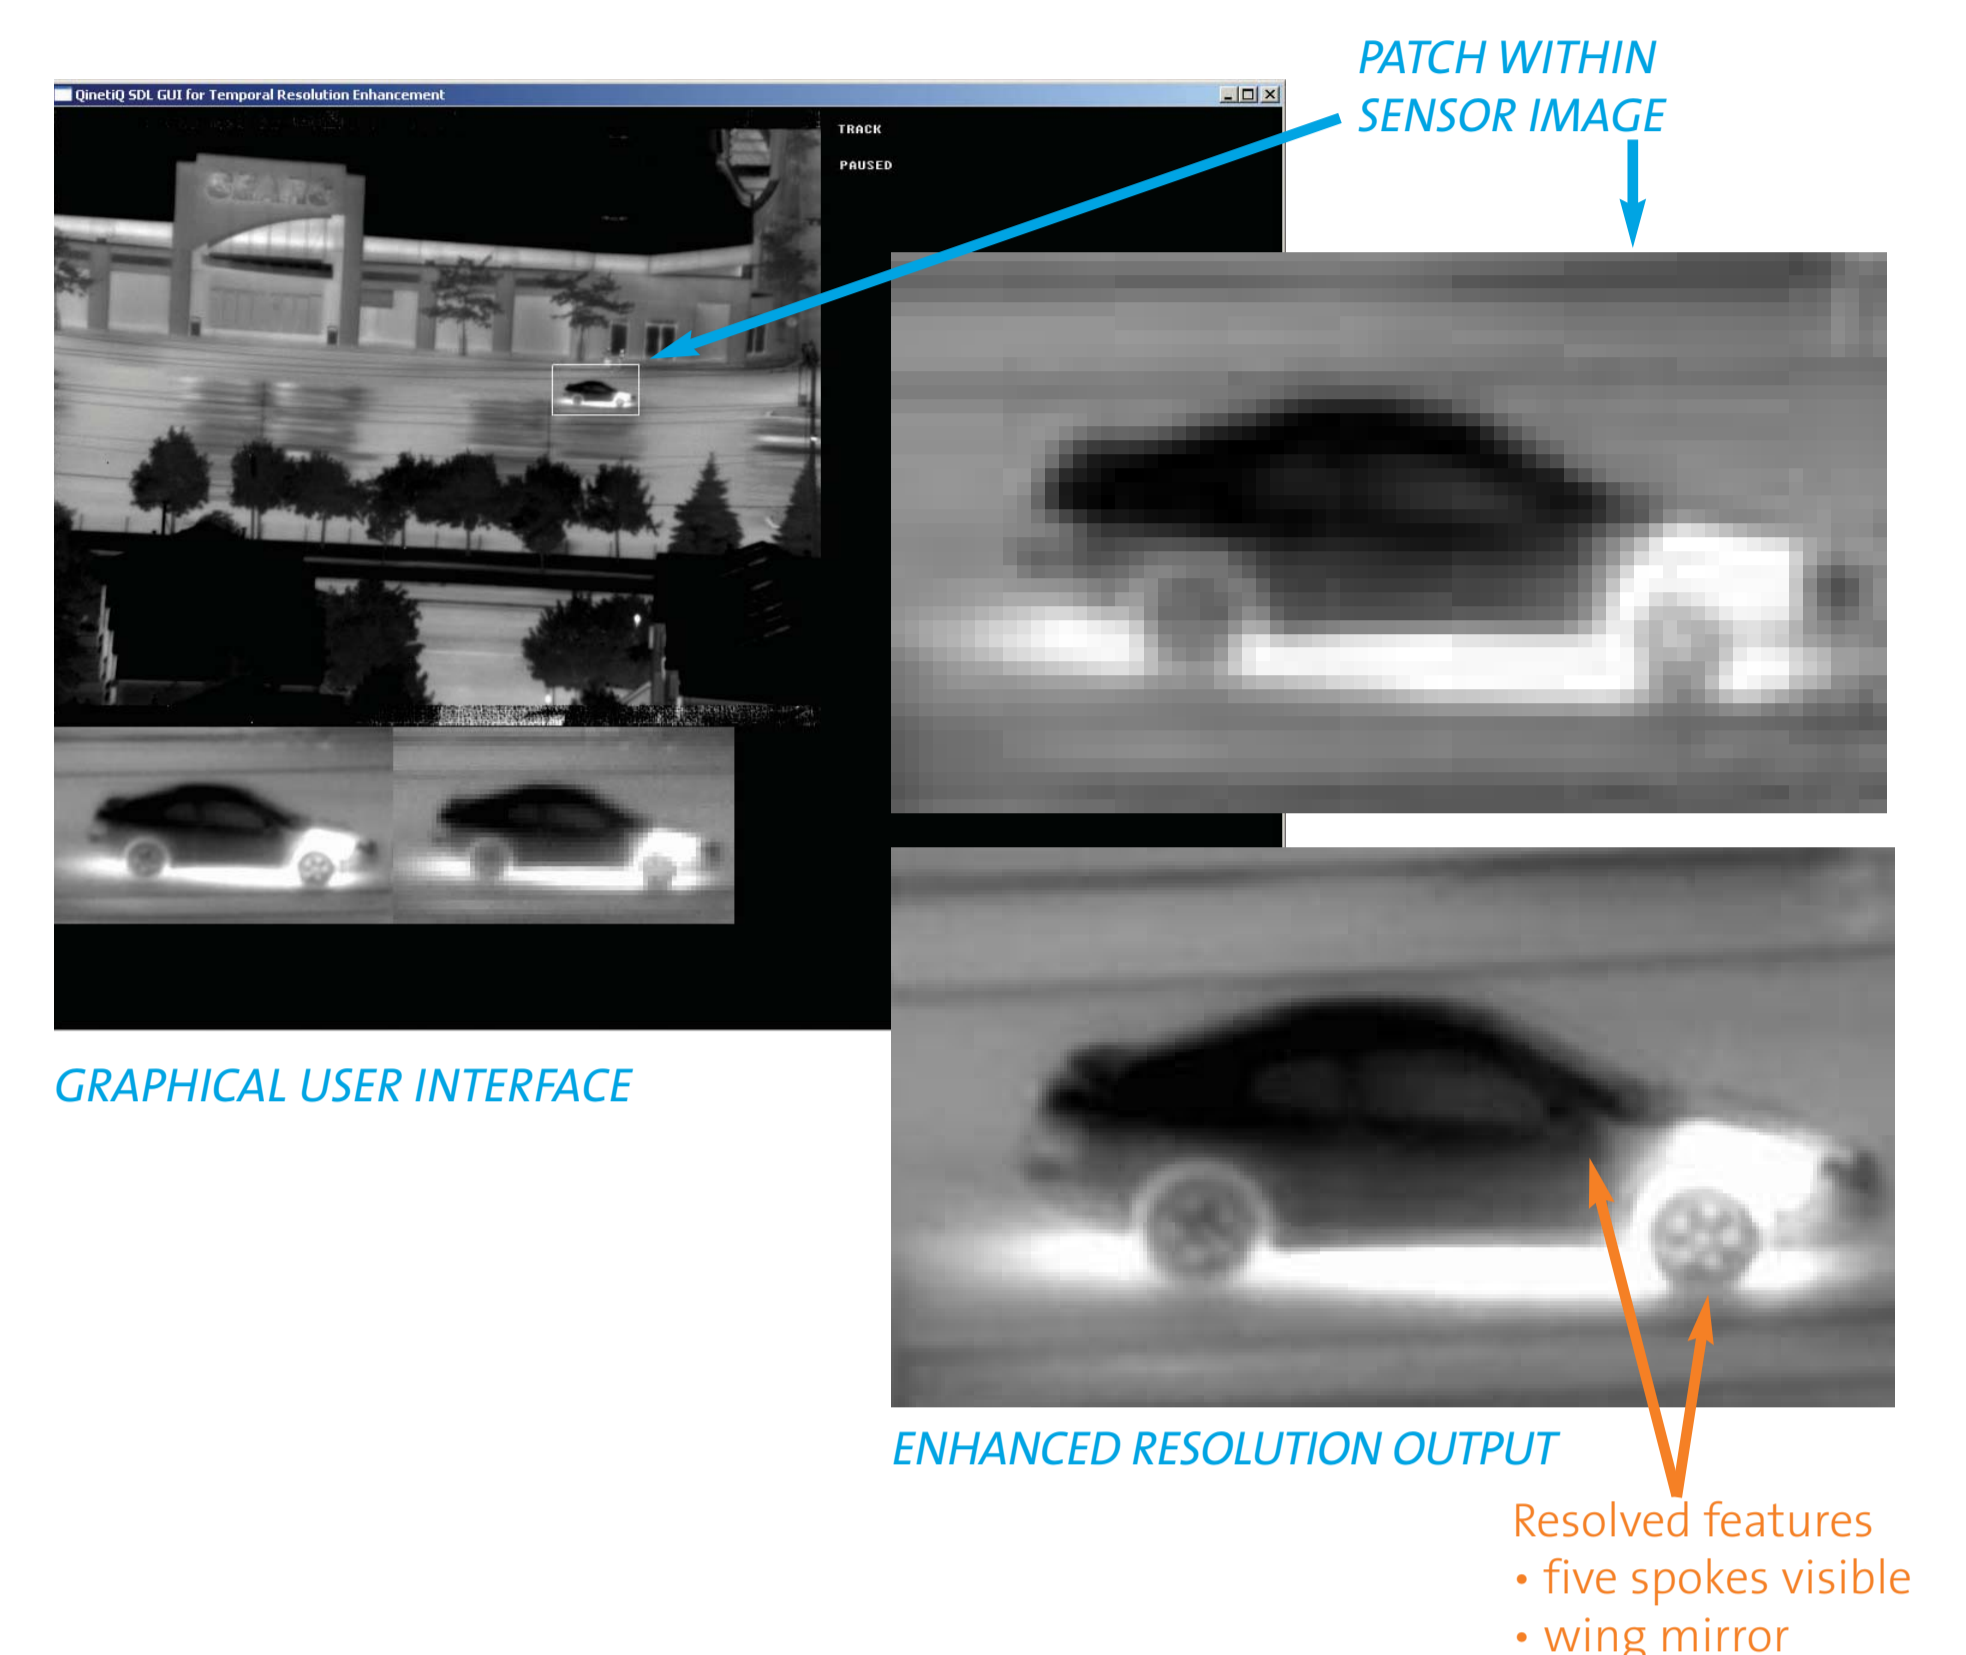 PATCH WITHIN
SENSOR IMAGE
QinetiQ SDL GUI for Temporal Resolution Enhancement
TRACK
PAUSED
SEARS
GRAPHICAL USER INTERFACE
ENHANCED RESOLUTION OUTPUT
Resolved features
• five spokes visible
• wing mirror